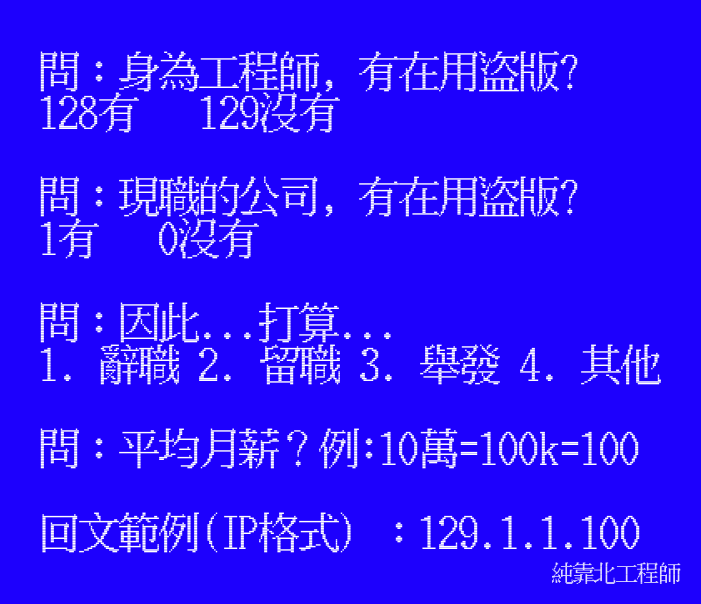 問：身為工程師, 有在用盜版?
128有   129沒有
問：現職的公司, 有在用盜版?
1有   0沒有
問：因此...打算...
1. 辭職 2. 留職 3. 舉發 4. 其他
問：平均月薪？例:10萬=100k=100
回文範例(IP格式) ：129.1.1.100
純靠北工程師